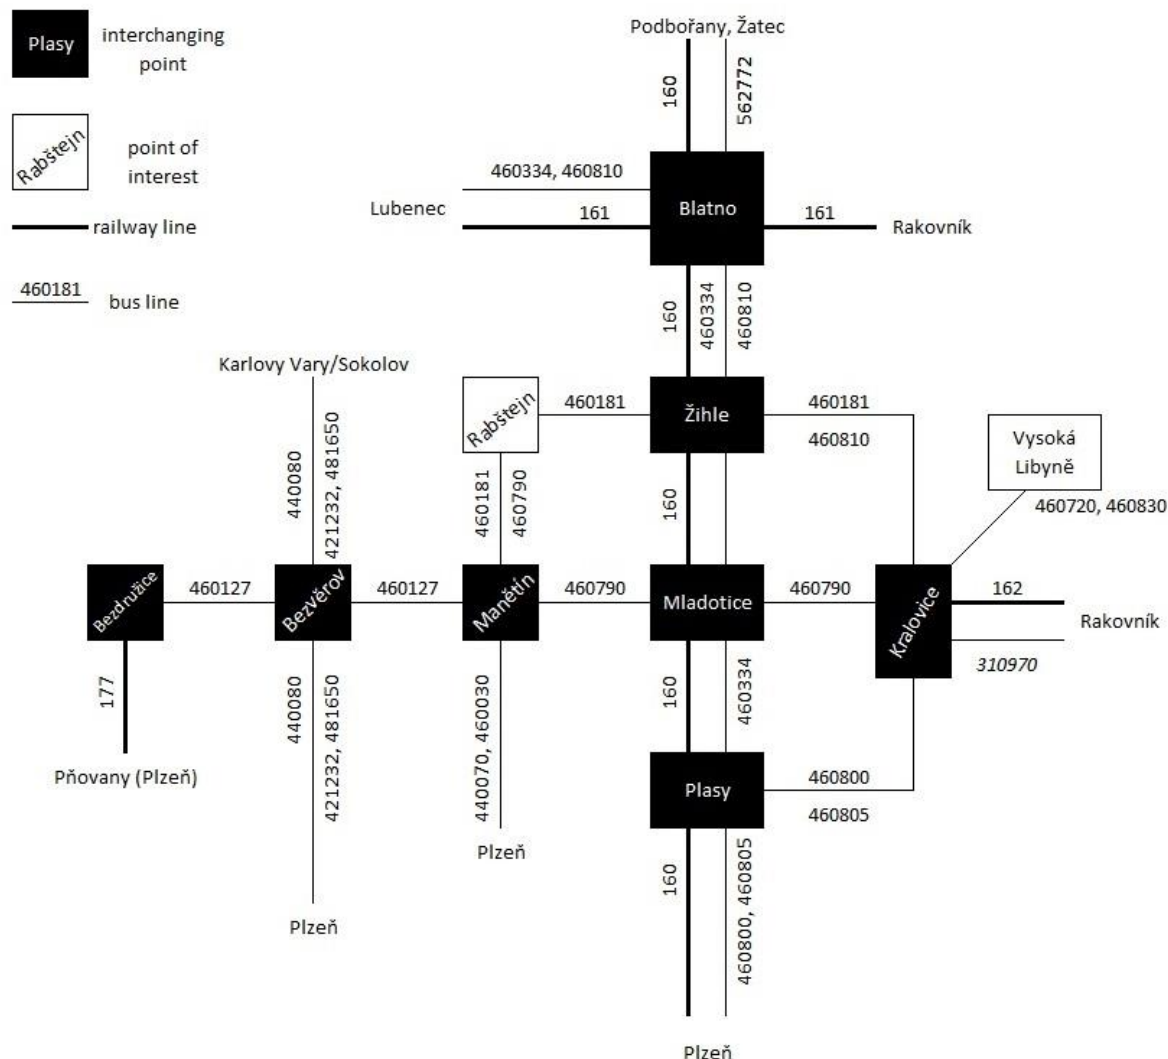 Plasy
interchanging
point
Rabštejn
point of
interest
railway line
460181
bus line
Podbořany, Žatec
160
562772
460334, 460810
Lubenec
161
Blatno
161
Rakovník
160
460334
460810
Karlovy Vary/Sokolov
440080
421232, 481650
Rabštejn
460181
Žihle
460181
460810
Vysoká
Libyně
460720, 460830
460181
460790
160
Bezdružice
460127
Bezvěrov
460127
Manětín
460790
Mladotice
460790
Kralovice
162
Rakovník
310970
177
Pňovany (Plzeň)
440080
421232, 481650
Plzeň
440070, 460030
Plzeň
160
460334
Plasy
460800
460805
160
460800, 460805
Plzeň